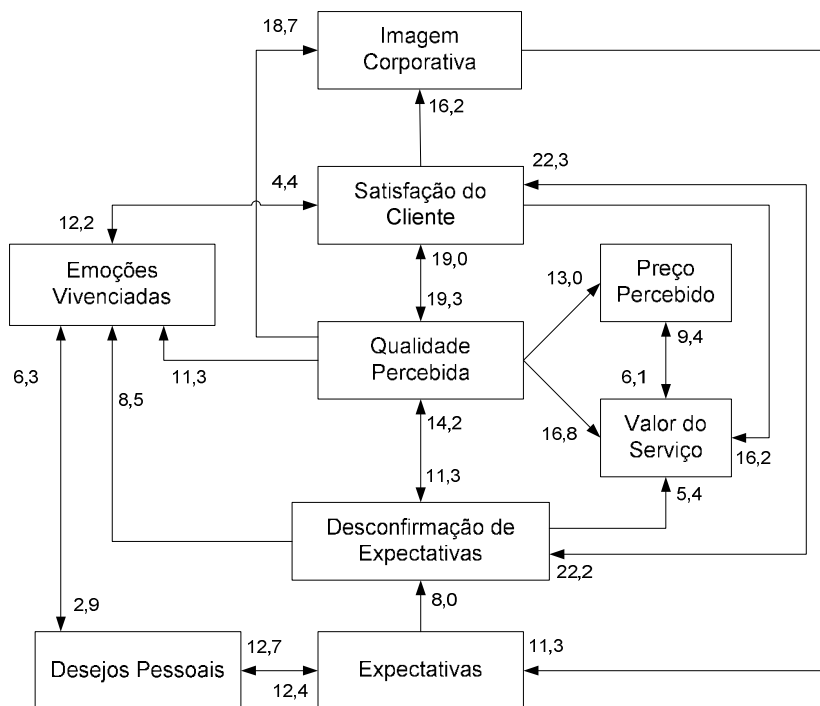 18,7
Imagem
Corporativa
16,2
22,3
4,4
Satisfação do
Cliente
12,2
19,0
Emoções
Vivenciadas
13,0
Preço
Percebido
19,3
Qualidade
Percebida
9,4
6,3
8,5
11,3
6,1
14,2
16,8
Valor do
Serviço
16,2
11,3
5,4
Desconfirmação de
Expectativas
22,2
8,0
2,9
12,7
11,3
Desejos Pessoais
Expectativas
12,4